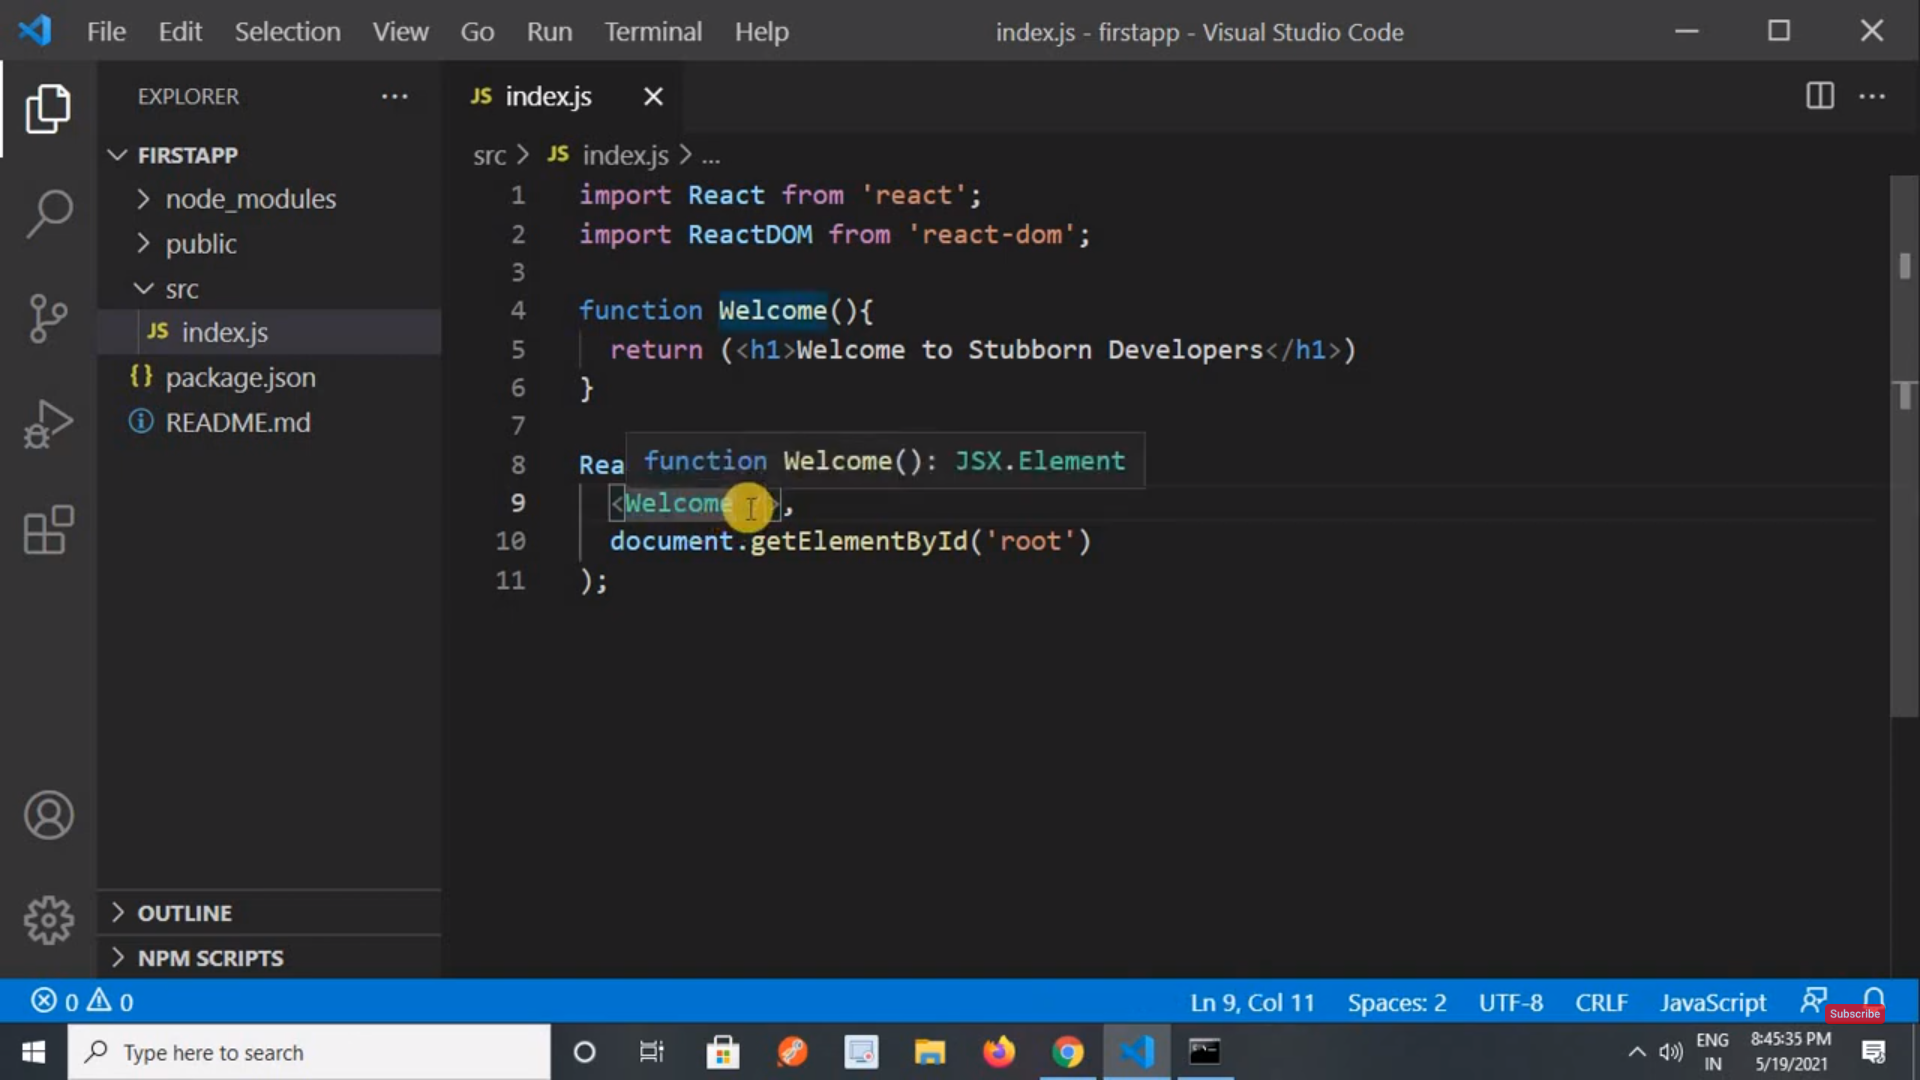 File Edit Selection View Go Run Terminal Help
index.js - firstapp - Visual Studio Code
EXPLORER
FIRSTAPP
node_modules
public
src
JS index.js
{} package.json
README.md
OUTLINE
NPM SCRIPTS
JS index.js
src > JS index.js > ...
1 import React from 'react';
2 import ReactDOM from 'react-dom';
3
4 function Welcome(){
5 return (<h1>Welcome to Stubborn Developers</h1>)
6 }
7
function Welcome(): JSX.Element
8 Rea
9 <Welcome >,
10 document.getElementById('root')
11 );
0 0
Ln 9, Col 11 Spaces: 2 UTF-8 CRLF JavaScript
Subscribe
Type here to search
ENG
IN
8:45:35 PM
5/19/2021